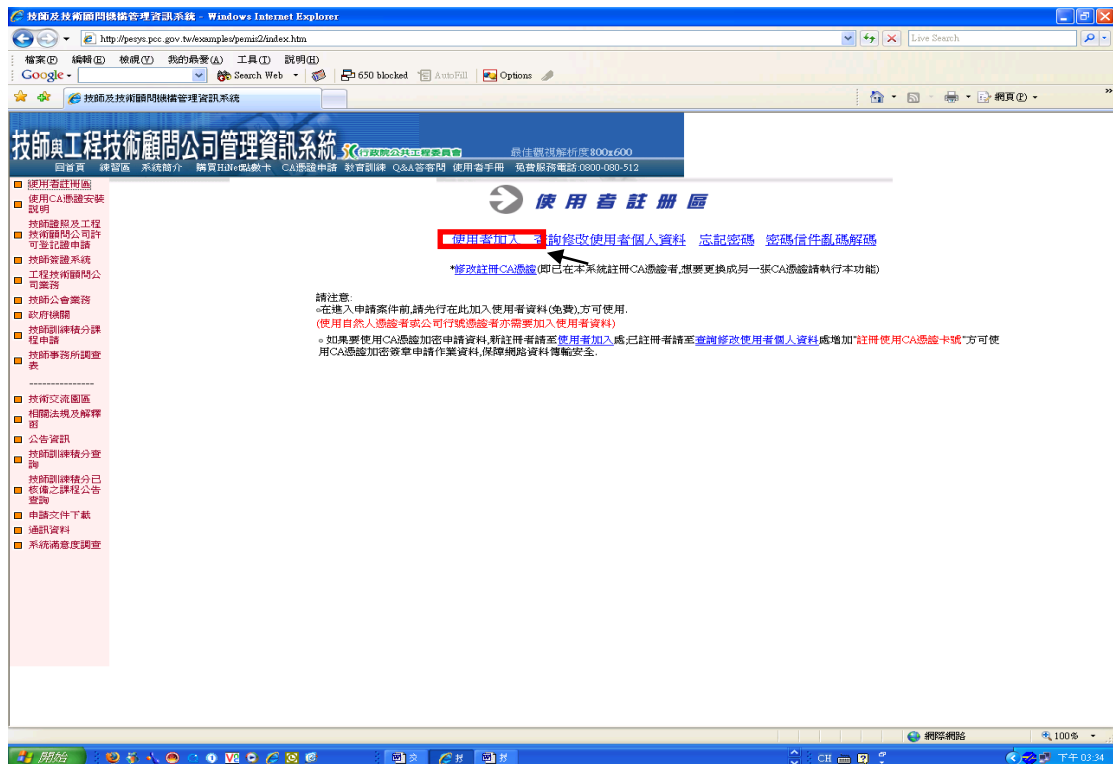 技師及技術顧問機構管理資訊系統 - Windows Internet Explorer
http://pesys.pcc.gov.tw/examples/pemis2/index.htm
Live Search
檔案(F) 編輯(E) 檢視(V) 我的最愛(A) 工具(T) 說明(H)
Google
Search Web
650 blocked
AutoFill
Options
技師及技術顧問機構管理資訊系統
網頁(P)
技師與工程技術顧問公司管理資訊系統
行政院公共工程委員會
最佳觀視解析度800x600
回首頁 練習區 系統簡介 購買HiNet點數卡 CA憑證申請 教育訓練 Q&A答客問 使用者手冊 免費服務電話:0800-080-512
使用者註冊區
使用CA憑證安裝
說明
技師證照及工程
技術顧問公司許
可登記證申請
技師簽證系統
工程技術顧問公
司業務
技師公會業務
政府機關
技師訓練積分課
程申請
技師事務所調查
表
---------------
技術交流園區
相關法規及解釋
函
公告資訊
技師訓練積分查
詢
技師訓練積分已
核備之課程公告
查詢
申請文件下載
通訊資料
系統滿意度調查
使用者註冊區
使用者加入 查詢修改使用者個人資料 忘記密碼 密碼信件亂碼解碼
*修改註冊CA憑證(即已在本系統註冊CA憑證者,想要更換成另一張CA憑證請執行本功能)
請注意:
◦在進入申請案件前,請先行在此加入使用者資料(免費),方可使用.
(使用自然人憑證者或公司行號憑證者亦需要加入使用者資料)
◦如果要使用CA憑證加密申請資料,新註冊者請至使用者加入處;已註冊者請至查詢修改使用者個人資料處增加"註冊使用CA憑證卡號"方可使
用CA憑證加密簽章申請作業資料,保障網路資料傳輸安全.
網際網路
100%
開始
CH
下午 03:34